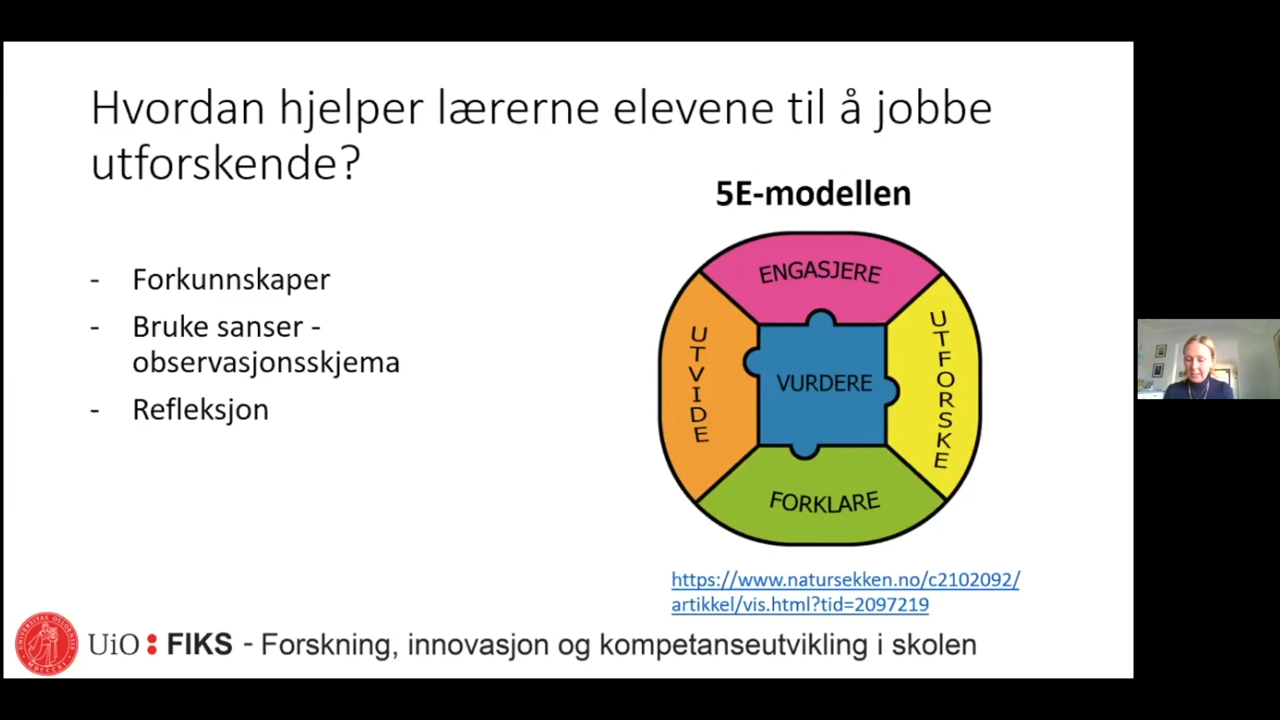 Hvordan hjelper lærerne elevene til å jobbe
utforskende?
5E-modellen
- Forkunnskaper
- Bruke sanser -
observasjonsskjema
- Refleksjon
ENGASJERE
UTVIDE
VURDERE
UTFORSKE
FORKLARE
https://www.natursekken.no/c2102092/
artikkel/vis.html?tid=2097219
UiO : FIKS - Forskning, innovasjon og kompetanseutvikling i skolen